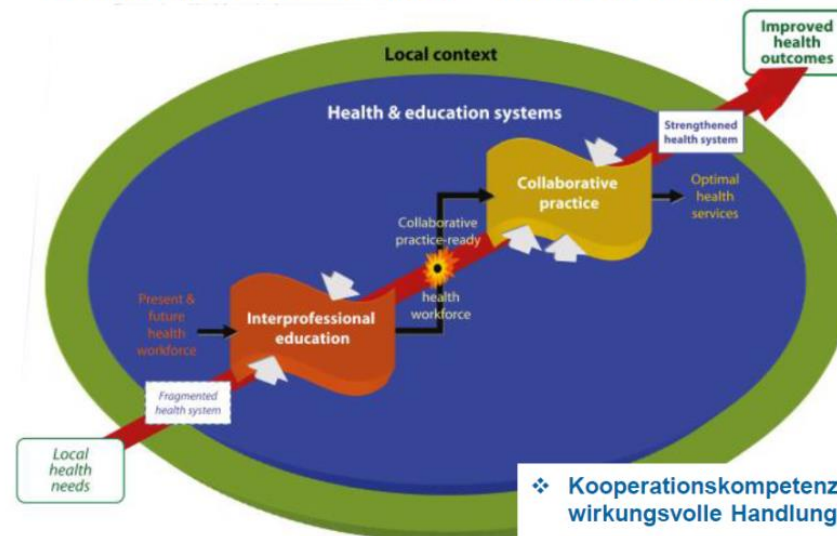 Improved
health
outcomes
Local context
Health & education systems
Strengthened
health system
Collaborative
practice
Optimal
health
services
Collaborative
practice-ready
health
workforce
Present &
future
health
workforce
Interprofessional
education
Fragmented
health system
Local
health
needs
❖ Kooperationskompetenz
wirkungsvolle Handlung